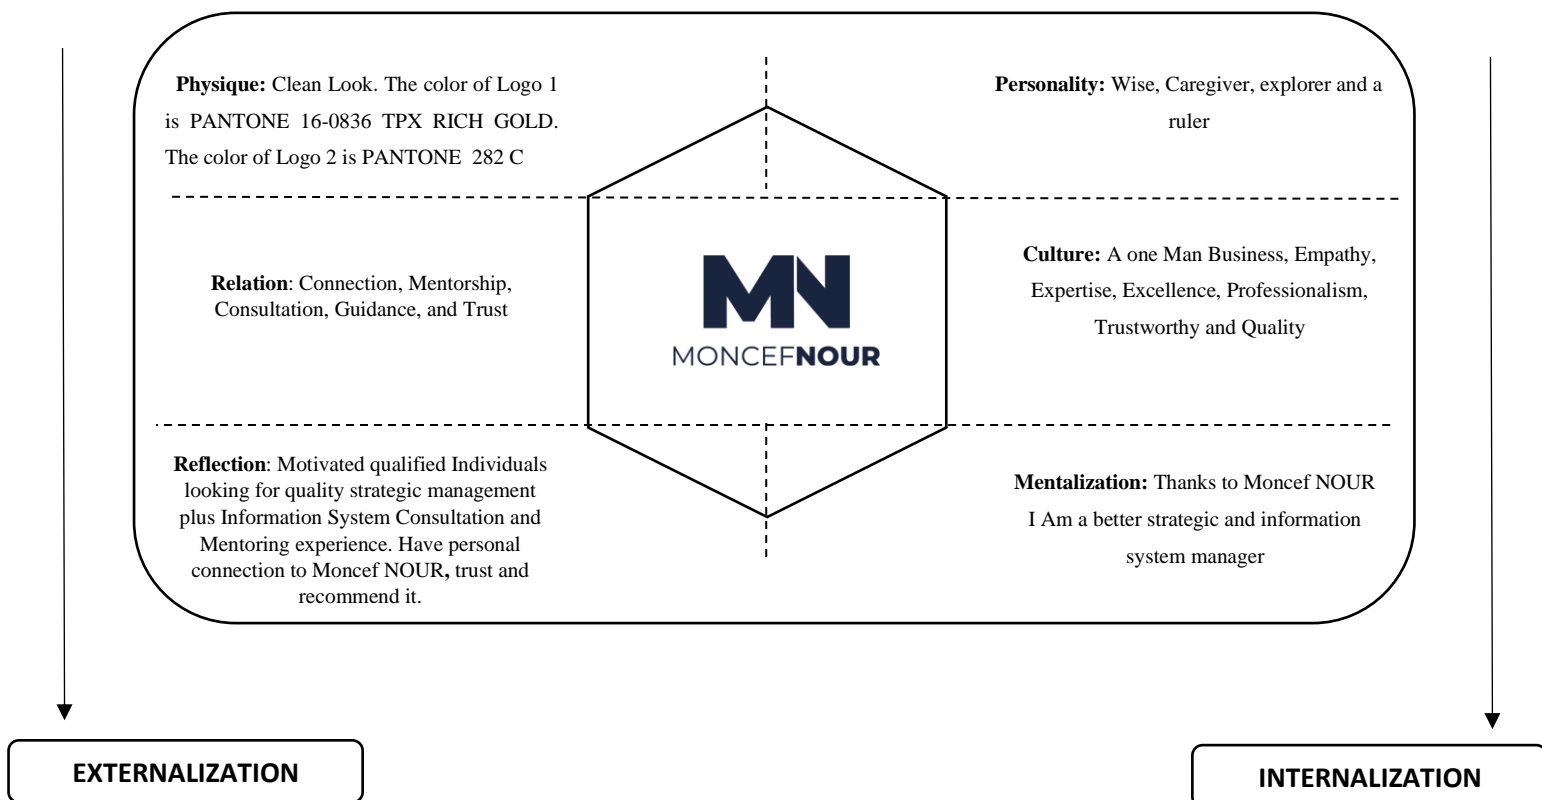 Physique: Clean Look. The color of Logo 1
is PANTONE 16-0836 TPX RICH GOLD.
The color of Logo 2 is PANTONE 282 C
Personality: Wise, Caregiver, explorer and a
ruler
Relation: Connection, Mentorship,
Consultation, Guidance, and Trust
MN
MONCEFNOUR
Culture: A one Man Business, Empathy,
Expertise, Excellence, Professionalism,
Trustworthy and Quality
Reflection: Motivated qualified Individuals
looking for quality strategic management
plus Information System Consultation and
Mentoring experience. Have personal
connection to Moncef NOUR, trust and
recommend it.
Mentalization: Thanks to Moncef NOUR
I Am a better strategic and information
system manager
EXTERNALIZATION
INTERNALIZATION